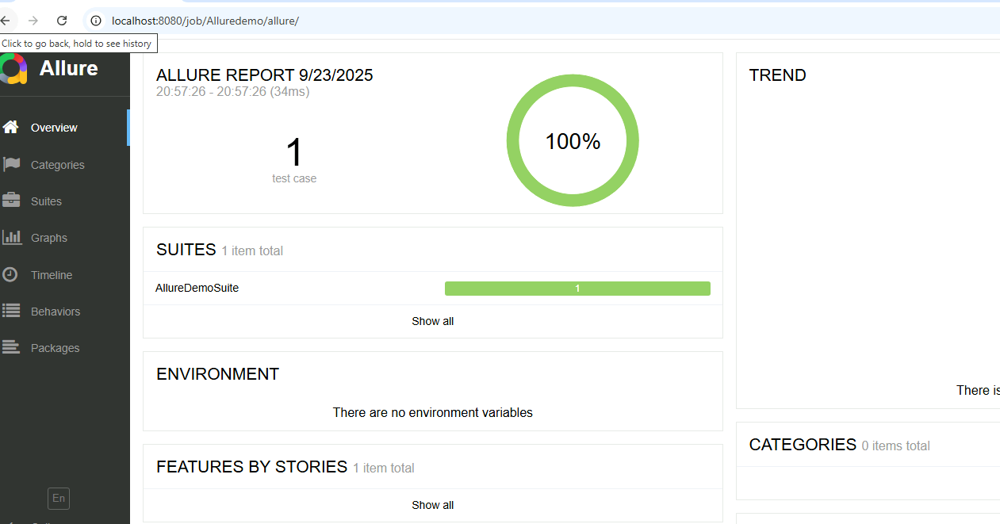 localhost:8080/job/Alluredemo/allure/
Click to go back, hold to see history
Allure
Overview
Categories
Suites
Graphs
Timeline
Behaviors
Packages
En
ALLURE REPORT 9/23/2025
20:57:26 - 20:57:26 (34ms)
1
test case
100%
SUITES 1 item total
AllureDemoSuite 1
Show all
ENVIRONMENT
There are no environment variables
FEATURES BY STORIES 1 item total
Show all
TREND
There is
CATEGORIES 0 items total